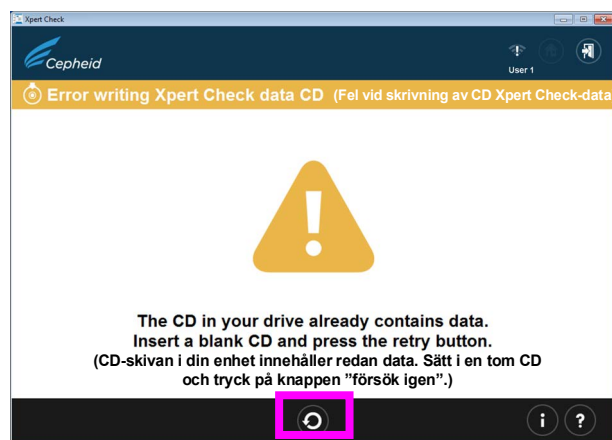 Xpert Check
Cepheid
User 1
Error writing Xpert Check data CD (Fel vid skrivning av CD Xpert Check-data
The CD in your drive already contains data.
Insert a blank CD and press the retry button.
(CD-skivan i din enhet innehåller redan data. Sätt i en tom CD
och tryck på knappen ”försök igen”.)
i ?